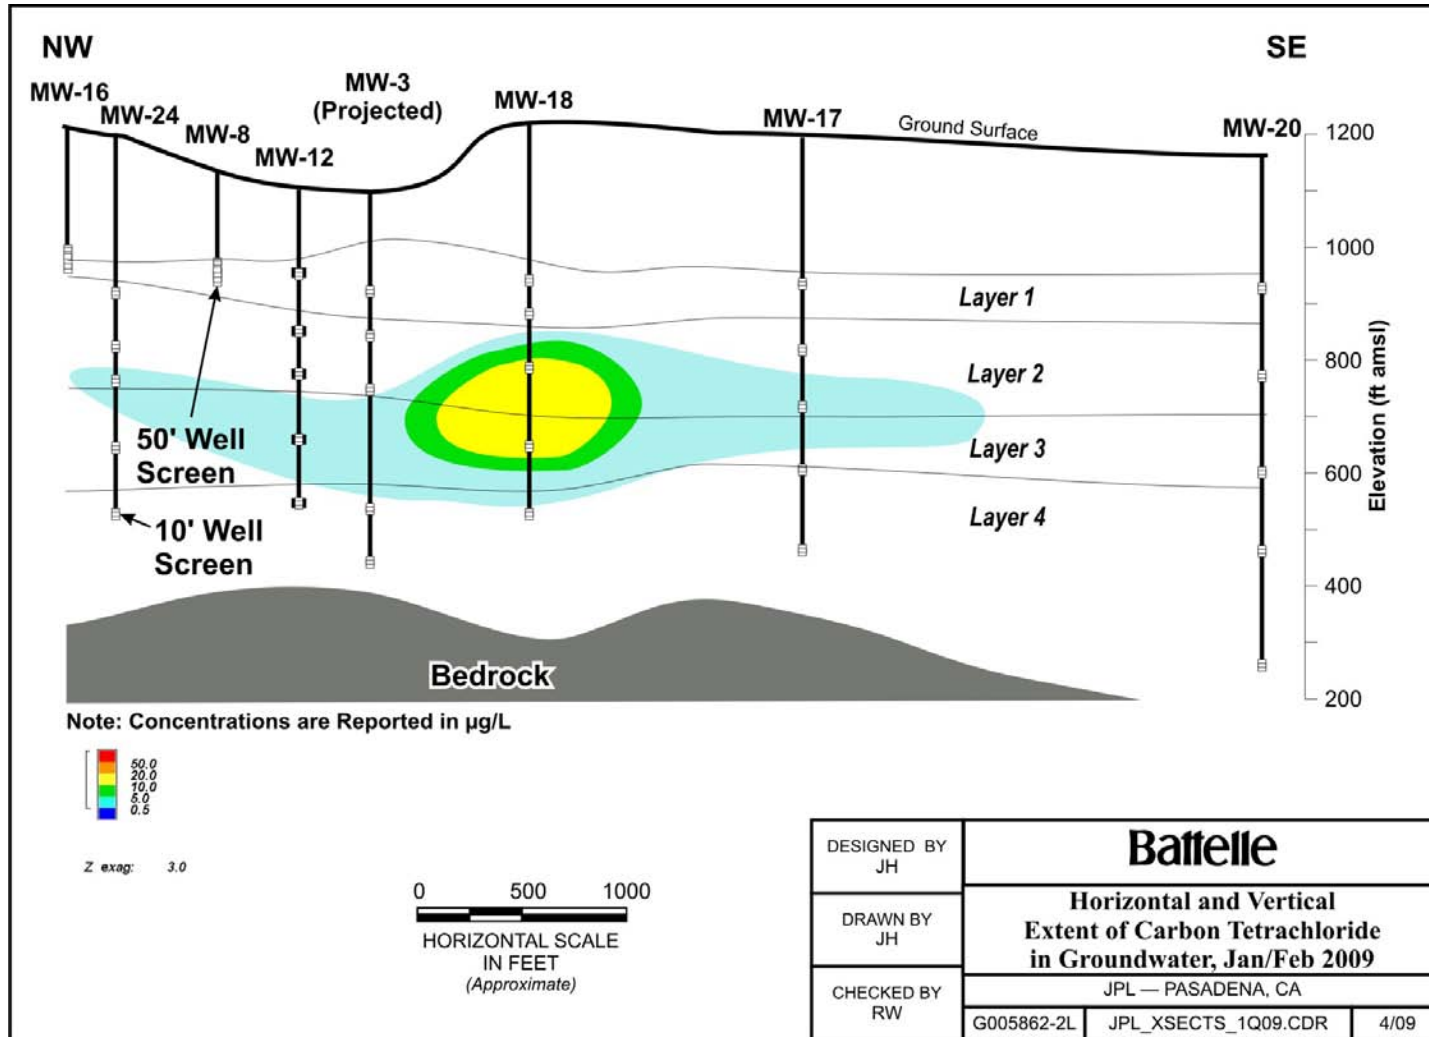 NW
SE
MW-16
MW-24
MW-8
MW-12
MW-3
(Projected)
MW-18
MW-17
MW-20
Ground Surface
1200
1000
800
600
400
200
Elevation (ft amsl)
Layer 1
Layer 2
Layer 3
Layer 4
50' Well
Screen
10' Well
Screen
Bedrock
Note: Concentrations are Reported in µg/L
50.0
20.0
10.0
5.0
0.5
Z exag: 3.0
0 500 1000
HORIZONTAL SCALE
IN FEET
(Approximate)
DESIGNED BY
JH
DRAWN BY
JH
CHECKED BY
RW
Battelle
Horizontal and Vertical
Extent of Carbon Tetrachloride
in Groundwater, Jan/Feb 2009
JPL — PASADENA, CA
G005862-2L JPL_XSECTS_1Q09.CDR 4/09